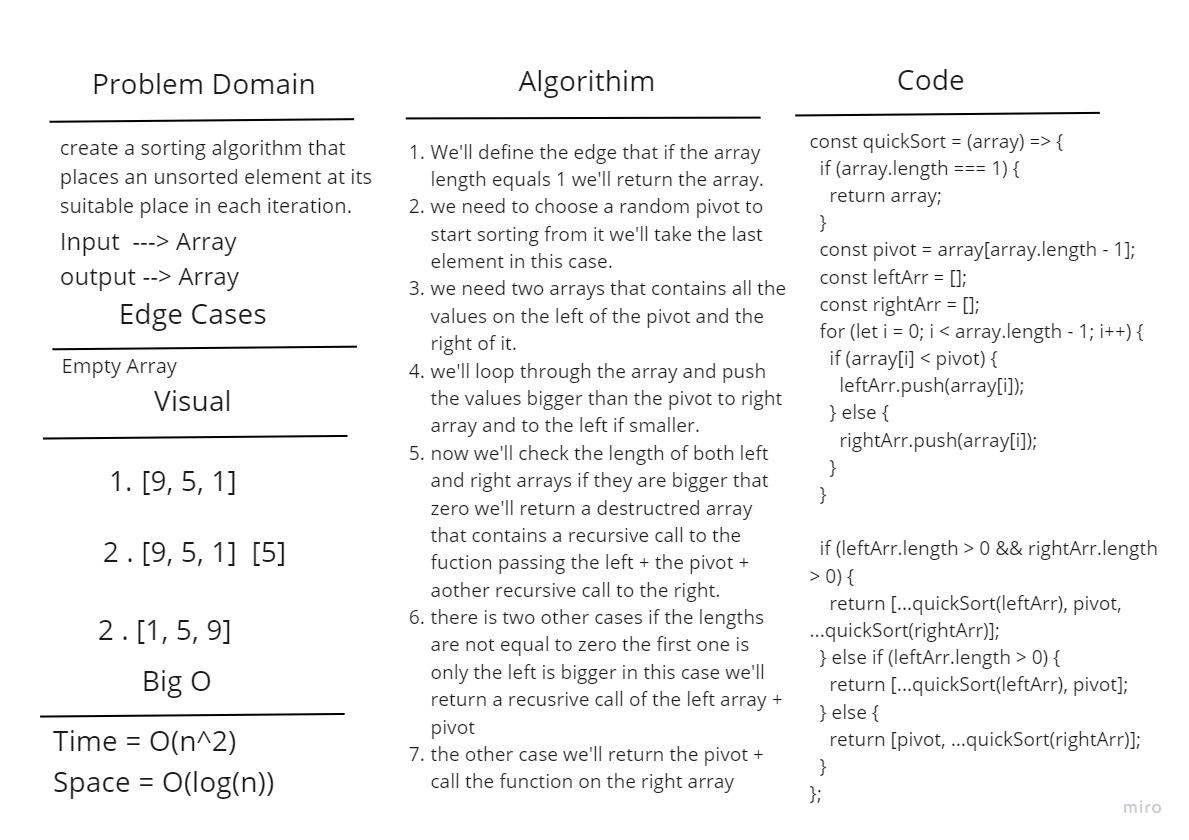 Problem Domain
create a sorting algorithm that
places an unsorted element at its
suitable place in each iteration.
Input ---> Array
output --> Array
Edge Cases
Empty Array
Visual
1. [9, 5, 1]
2 . [9, 5, 1] [5]
2 . [1, 5, 9]
Big O
Time = O(n^2)
Space = O(log(n))
Algorithim
1. We'll define the edge that if the array
length equals 1 we'll return the array.
2. we need to choose a random pivot to
start sorting from it we'll take the last
element in this case.
3. we need two arrays that contains all the
values on the left of the pivot and the
right of it.
4. we'll loop through the array and push
the values bigger than the pivot to right
array and to the left if smaller.
5. now we'll check the length of both left
and right arrays if they are bigger that
zero we'll return a destructred array
that contains a recursive call to the
fuction passing the left + the pivot +
aother recursive call to the right.
6. there is two other cases if the lengths
are not equal to zero the first one is
only the left is bigger in this case we'll
return a recusrive call of the left array +
pivot
7. the other case we'll return the pivot +
call the function on the right array
Code
const quickSort = (array) => {
if (array.length === 1) {
return array;
}
const pivot = array[array.length - 1];
const leftArr = [];
const rightArr = [];
for (let i = 0; i < array.length - 1; i++) {
if (array[i] < pivot) {
leftArr.push(array[i]);
} else {
rightArr.push(array[i]);
}
}
if (leftArr.length > 0 && rightArr.length
> 0) {
return [...quickSort(leftArr), pivot,
...quickSort(rightArr)];
} else if (leftArr.length > 0) {
return [...quickSort(leftArr), pivot];
} else {
return [pivot, ...quickSort(rightArr)];
}
};
miro